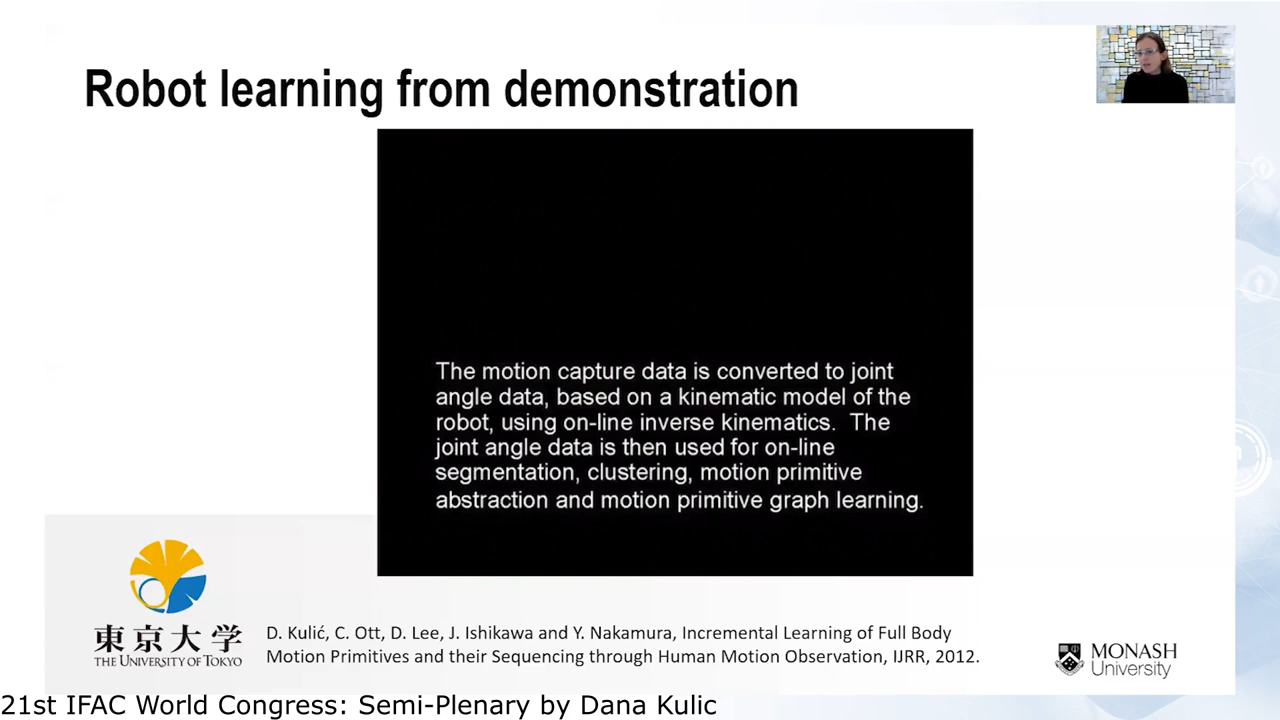 Robot learning from demonstration
The motion capture data is converted to joint
angle data, based on a kinematic model of the
robot, using on-line inverse kinematics. The
joint angle data is then used for on-line
segmentation, clustering, motion primitive
abstraction and motion primitive graph learning.
東京大学
THE UNIVERSITY OF TOKYO
D. Kulić, C. Ott, D. Lee, J. Ishikawa and Y. Nakamura, Incremental Learning of Full Body
Motion Primitives and their Sequencing through Human Motion Observation, IJRR, 2012.
MONASH
University
21st IFAC World Congress: Semi-Plenary by Dana Kulic